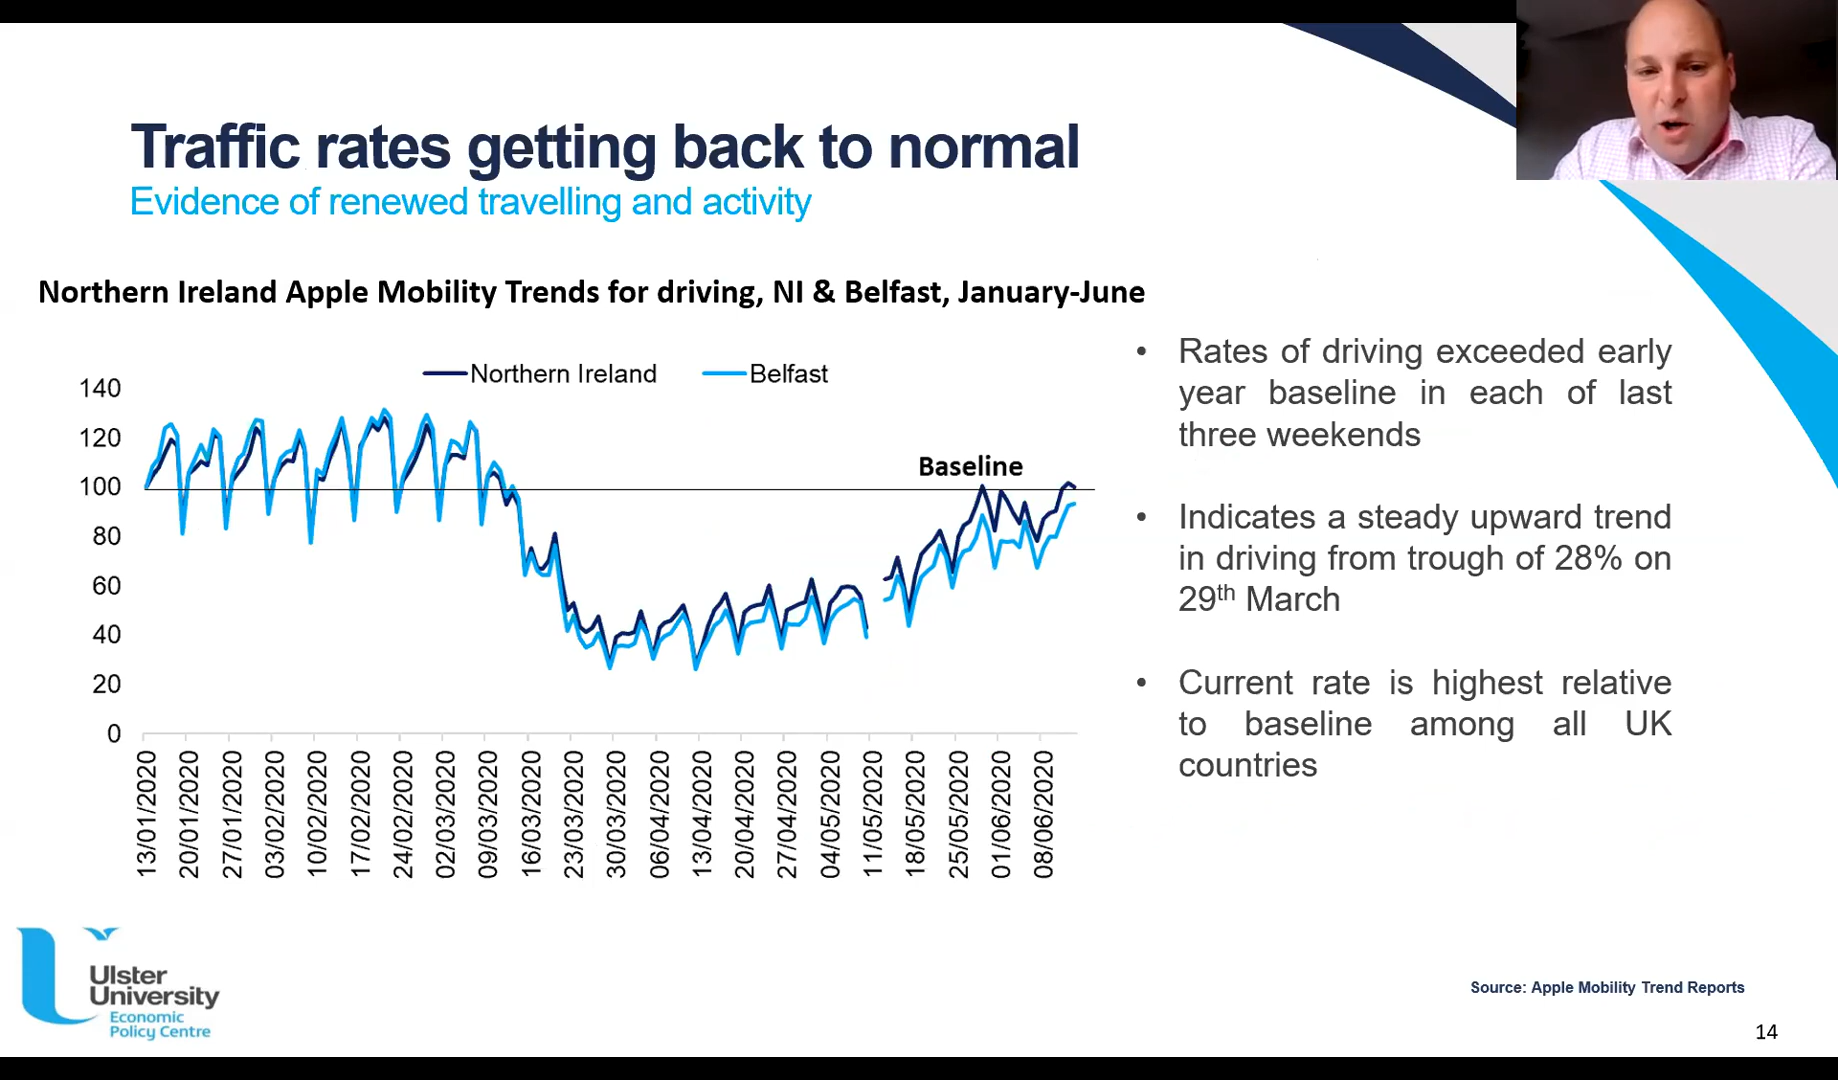 Traffic rates getting back to normal
Evidence of renewed travelling and activity
Northern Ireland Apple Mobility Trends for driving, NI & Belfast, January-June
Northern Ireland
Belfast
140
120
100
80
60
40
20
0
Baseline
13/01/2020
20/01/2020
27/01/2020
03/02/2020
10/02/2020
17/02/2020
24/02/2020
02/03/2020
09/03/2020
16/03/2020
23/03/2020
30/03/2020
06/04/2020
13/04/2020
20/04/2020
27/04/2020
04/05/2020
11/05/2020
18/05/2020
25/05/2020
01/06/2020
08/06/2020
• Rates of driving exceeded early
year baseline in each of last
three weekends
• Indicates a steady upward trend
in driving from trough of 28% on
29th March
• Current rate is highest relative
to baseline among all UK
countries
Ulster
University
Economic
Policy Centre
Source: Apple Mobility Trend Reports
14